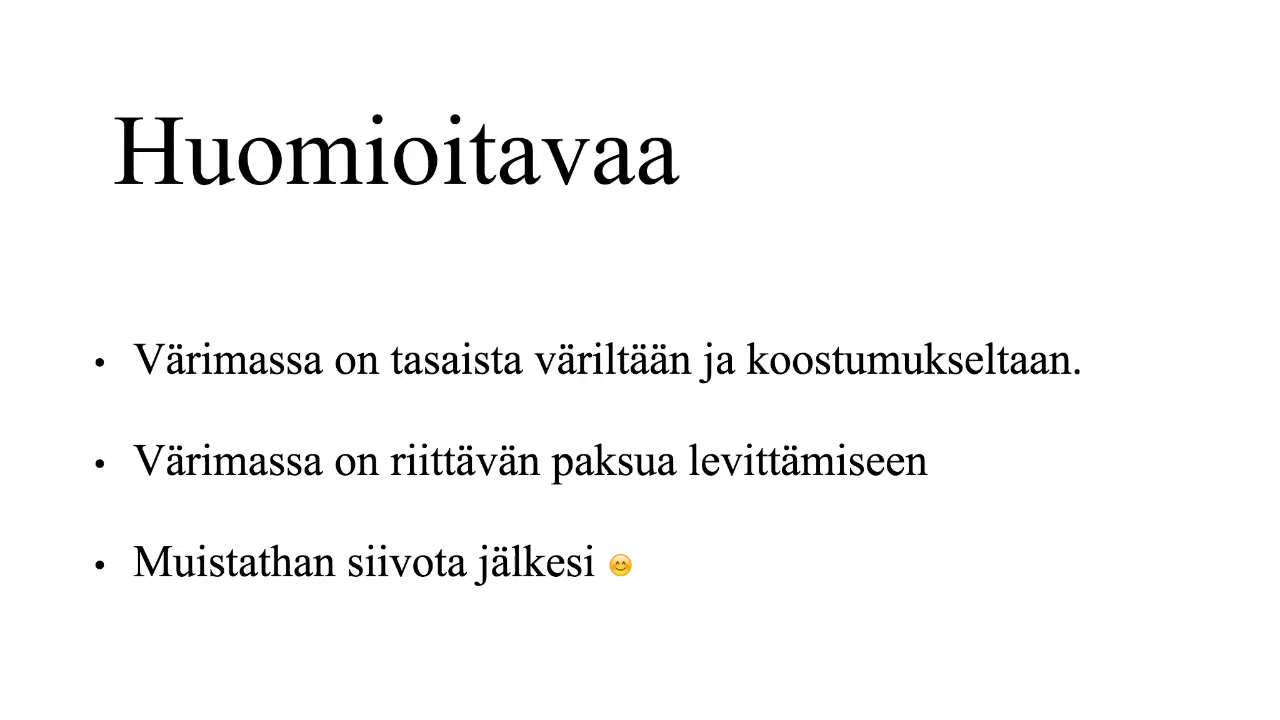 Huomioitavaa
• Värimassa on tasaista väriltään ja koostumukseltaan.
• Värimassa on riittävän paksua levittämiseen
• Muistathan siivota jälkesi 😊